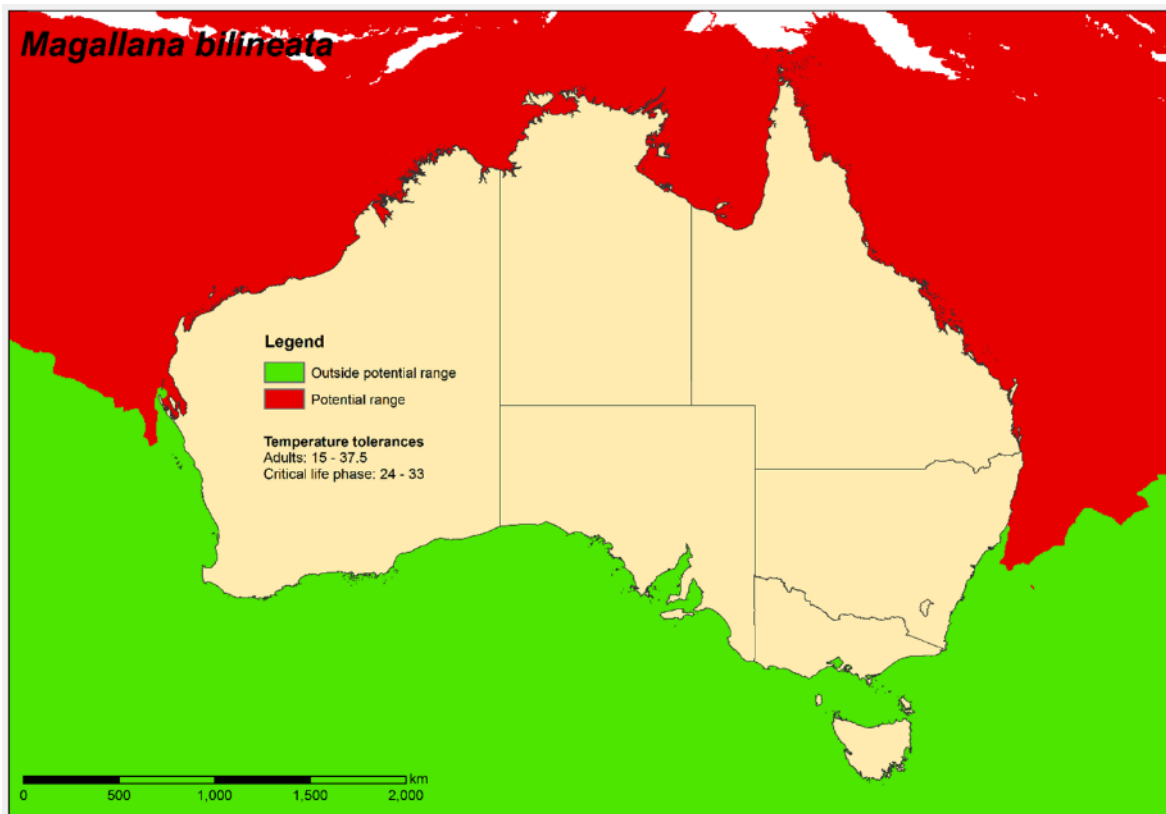 Magallana bilineata
Legend
Outside potential range
Potential range
Temperature tolerances
Adults: 15 - 37.5
Critical life phase: 24 - 33
km
0 500 1,000 1,500 2,000